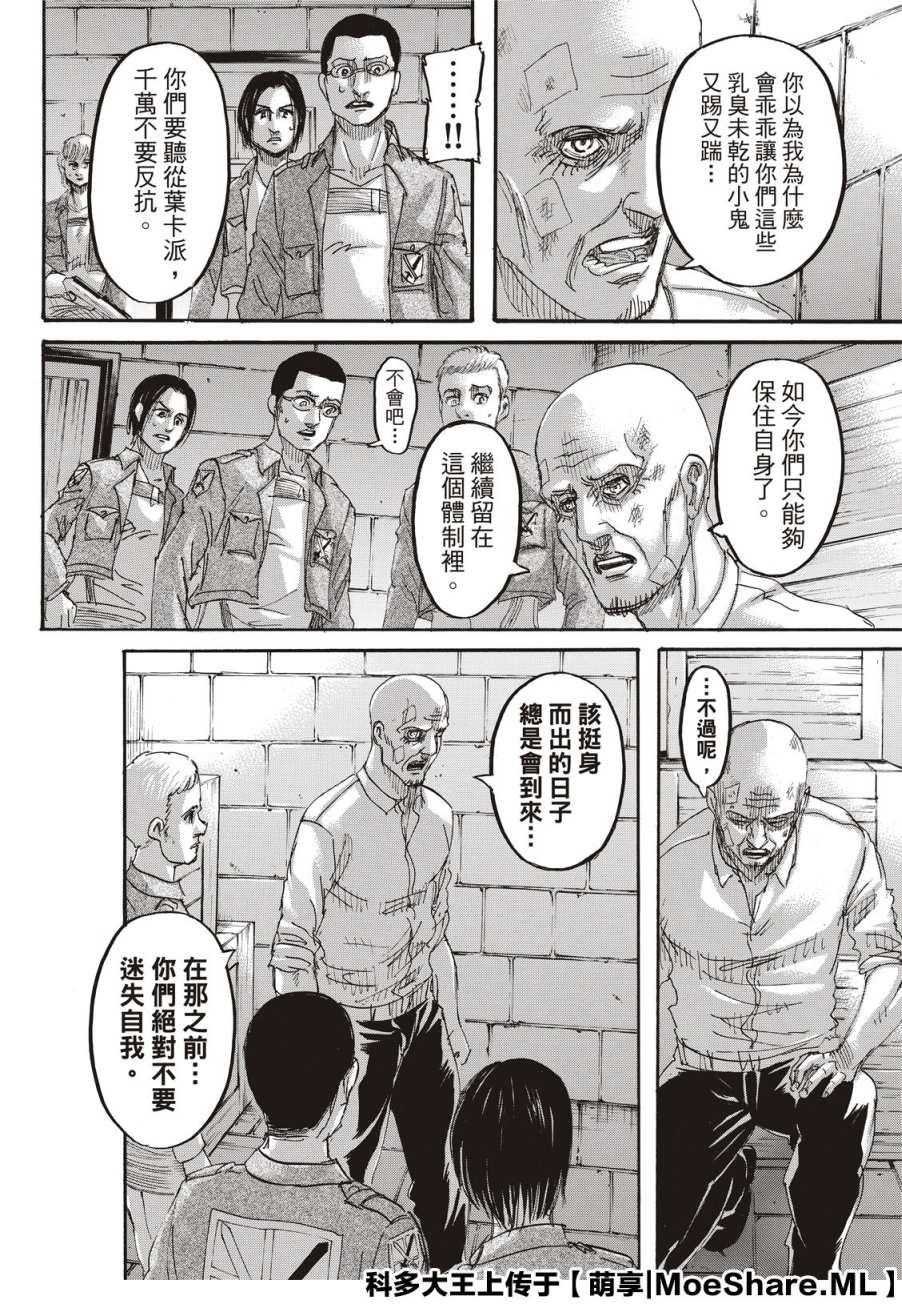 你以為我為什麼
會乖乖讓你們這些
乳臭未乾的小鬼
又踢又踹…
………!!
你們要聽從葉卡派，
千萬不要反抗。
如今你們只能夠
保住自身了。
繼續留在
這個體制裡。
不會吧…
…不過呢，
該挺身
而出的日子
總是會到來…
在那之前…
你們絕對不要
迷失自我。
科多大王上传于【萌享|MoeShare.ML】